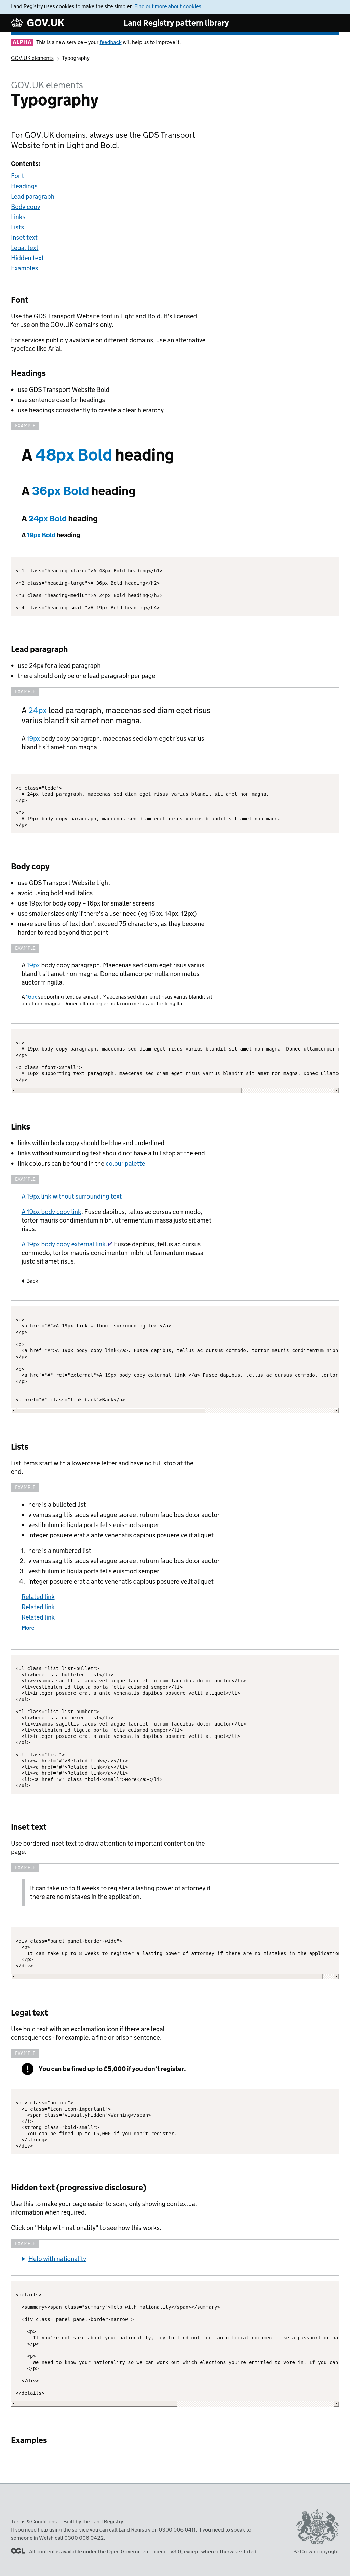 Land Registry uses cookies to make the site simpler. Find out more about cookies
GOV.UK
Land Registry pattern library
ALPHA This is a new service – your feedback will help us to improve it.
GOV.UK elements Typography
GOV.UK elements
Typography
For GOV.UK domains, always use the GDS Transport
Website font in Light and Bold.
Contents:
Font
Headings
Lead paragraph
Body copy
Links
Lists
Inset text
Legal text
Hidden text
Examples
Font
Use the GDS Transport Website font in Light and Bold. It's licensed
for use on the GOV.UK domains only.
For services publicly available on different domains, use an alternative
typeface like Arial.
Headings
• use GDS Transport Website Bold
• use sentence case for headings
• use headings consistently to create a clear hierarchy
EXAMPLE
A 48px Bold heading
A 36px Bold heading
A 24px Bold heading
A 19px Bold heading
<h1 class="heading-xlarge">A 48px Bold heading</h1>
<h2 class="heading-large">A 36px Bold heading</h2>
<h3 class="heading-medium">A 24px Bold heading</h3>
<h4 class="heading-small">A 19px Bold heading</h4>
Lead paragraph
• use 24px for a lead paragraph
• there should only be one lead paragraph per page
EXAMPLE
A 24px lead paragraph, maecenas sed diam eget risus
varius blandit sit amet non magna.
A 19px body copy paragraph, maecenas sed diam eget risus varius
blandit sit amet non magna.
<p class="lede">
A 24px lead paragraph, maecenas sed diam eget risus varius blandit sit amet non magna.
</p>
<p>
A 19px body copy paragraph, maecenas sed diam eget risus varius blandit sit amet non magna.
</p>
Body copy
• use GDS Transport Website Light
• avoid using bold and italics
• use 19px for body copy – 16px for smaller screens
• use smaller sizes only if there's a user need (eg 16px, 14px, 12px)
• make sure lines of text don't exceed 75 characters, as they become
harder to read beyond that point
EXAMPLE
A 19px body copy paragraph. Maecenas sed diam eget risus varius
blandit sit amet non magna. Donec ullamcorper nulla non metus
auctor fringilla.
A 16px supporting text paragraph. Maecenas sed diam eget risus varius blandit sit
amet non magna. Donec ullamcorper nulla non metus auctor fringilla.
<p>
A 19px body copy paragraph, maecenas sed diam eget risus varius blandit sit amet non magna. Donec ullamcorper
</p>
<p class="font-xsmall">
A 16px supporting text paragraph, maecenas sed diam eget risus varius blandit sit amet non magna. Donec
</p>
Links
• links within body copy should be blue and underlined
• links without surrounding text should not have a full stop at the end
• link colours can be found in the colour palette
EXAMPLE
A 19px link without surrounding text
A 19px body copy link. Fusce dapibus, tellus ac cursus commodo,
tortor mauris condimentum nibh, ut fermentum massa justo sit amet
risus.
A 19px body copy external link. Fusce dapibus, tellus ac cursus
commodo, tortor mauris condimentum nibh, ut fermentum massa
justo sit amet risus.
Back
<p>
<a href="#">A 19px link without surrounding text</a>
</p>
<p>
<a href="#">A 19px body copy link</a>. Fusce dapibus, tellus ac cursus commodo, tortor mauris condimentum nibh
</p>
<p>
<a href="#" rel="external">A 19px body copy external link.</a> Fusce dapibus, tellus ac cursus commodo, tortor
</p>
<a href="#" class="link-back">Back</a>
Lists
List items start with a lowercase letter and have no full stop at the
end.
EXAMPLE
• here is a bulleted list
• vivamus sagittis lacus vel augue laoreet rutrum faucibus dolor auctor
• vestibulum id ligula porta felis euismod semper
• integer posuere erat a ante venenatis dapibus posuere velit aliquet
1. here is a numbered list
2. vivamus sagittis lacus vel augue laoreet rutrum faucibus dolor auctor
3. vestibulum id ligula porta felis euismod semper
4. integer posuere erat a ante venenatis dapibus posuere velit aliquet
Related link
Related link
Related link
More
<ul class="list list-bullet">
<li>here is a bulleted list</li>
<li>vivamus sagittis lacus vel augue laoreet rutrum faucibus dolor auctor</li>
<li>vestibulum id ligula porta felis euismod semper</li>
<li>integer posuere erat a ante venenatis dapibus posuere velit aliquet</li>
</ul>
<ol class="list list-number">
<li>here is a numbered list</li>
<li>vivamus sagittis lacus vel augue laoreet rutrum faucibus dolor auctor</li>
<li>vestibulum id ligula porta felis euismod semper</li>
<li>integer posuere erat a ante venenatis dapibus posuere velit aliquet</li>
</ol>
<ul class="list">
<li><a href="#">Related link</a></li>
<li><a href="#">Related link</a></li>
<li><a href="#">Related link</a></li>
<li><a href="#" class="bold-xsmall">More</a></li>
</ul>
Inset text
Use bordered inset text to draw attention to important content on the
page.
EXAMPLE
It can take up to 8 weeks to register a lasting power of attorney if
there are no mistakes in the application.
<div class="panel panel-border-wide">
<p>
It can take up to 8 weeks to register a lasting power of attorney if there are no mistakes in the application
</p>
</div>
Legal text
Use bold text with an exclamation icon if there are legal
consequences - for example, a fine or prison sentence.
EXAMPLE
! You can be fined up to £5,000 if you don't register.
<div class="notice">
<i class="icon icon-important">
<span class="visuallyhidden">Warning</span>
</i>
<strong class="bold-small">
You can be fined up to £5,000 if you don't register.
</strong>
</div>
Hidden text (progressive disclosure)
Use this to make your page easier to scan, only showing contextual
information when required.
Click on "Help with nationality" to see how this works.
EXAMPLE
Help with nationality
<details>
<summary><span class="summary">Help with nationality</span></summary>
<div class="panel panel-border-narrow">
<p>
If you're not sure about your nationality, try to find out from an official document like a passport or
</p>
<p>
We need to know your nationality so we can work out which elections you're entitled to vote in. If you can
</p>
</div>
</details>
Examples
Terms & Conditions Built by the Land Registry
If you need help using the service you can call Land Registry on 0300 006 0411. If you need to speak to
someone in Welsh call 0300 006 0422.
OGL All content is available under the Open Government Licence v3.0, except where otherwise stated
© Crown copyright